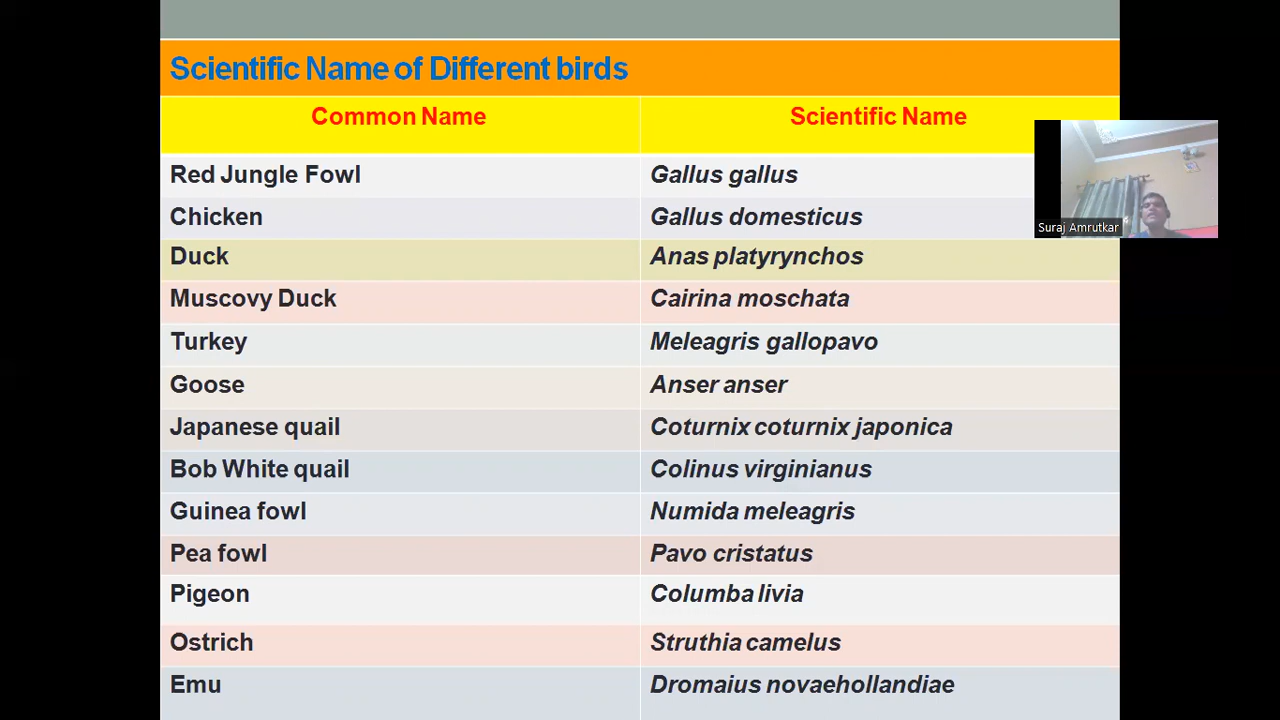 Scientific Name of Different birds
Common Name Scientific Name
Red Jungle Fowl Gallus gallus
Chicken Gallus domesticus
Suraj Amrutkar
Duck Anas platyrynchos
Muscovy Duck Cairina moschata
Turkey Meleagris gallopavo
Goose Anser anser
Japanese quail Coturnix coturnix japonica
Bob White quail Colinus virginianus
Guinea fowl Numida meleagris
Pea fowl Pavo cristatus
Pigeon Columba livia
Ostrich Struthia camelus
Emu Dromaius novaehollandiae